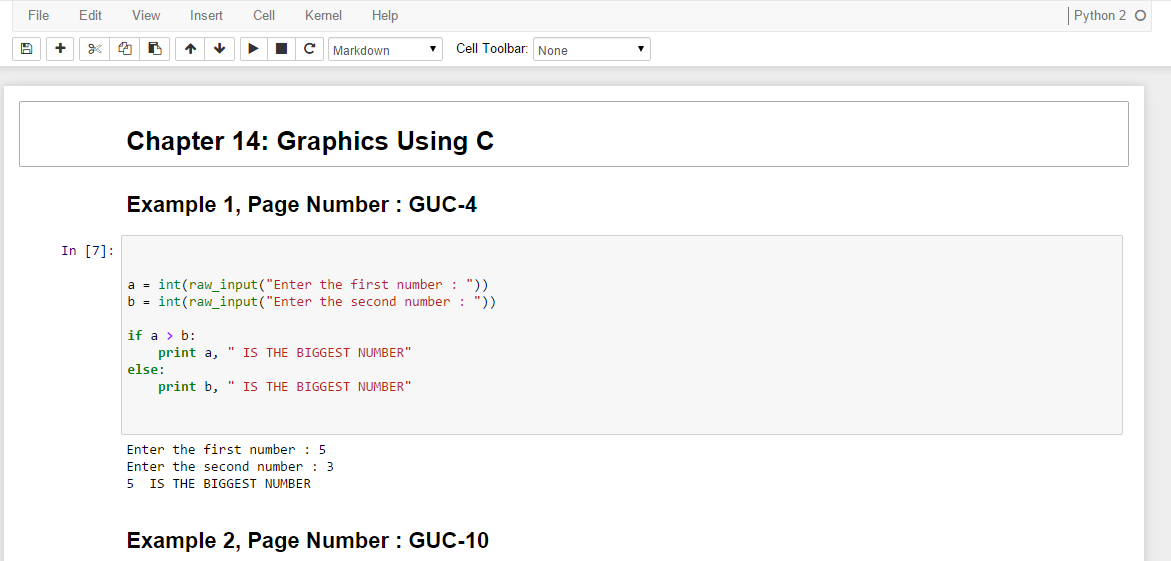 File Edit View Insert Cell Kernel Help Python 2
Markdown Cell Toolbar: None
Chapter 14: Graphics Using C
Example 1, Page Number : GUC-4
In [7]:
a = int(raw_input("Enter the first number : "))
b = int(raw_input("Enter the second number : "))
if a > b:
    print a, " IS THE BIGGEST NUMBER"
else:
    print b, " IS THE BIGGEST NUMBER"
Enter the first number : 5
Enter the second number : 3
5  IS THE BIGGEST NUMBER
Example 2, Page Number : GUC-10